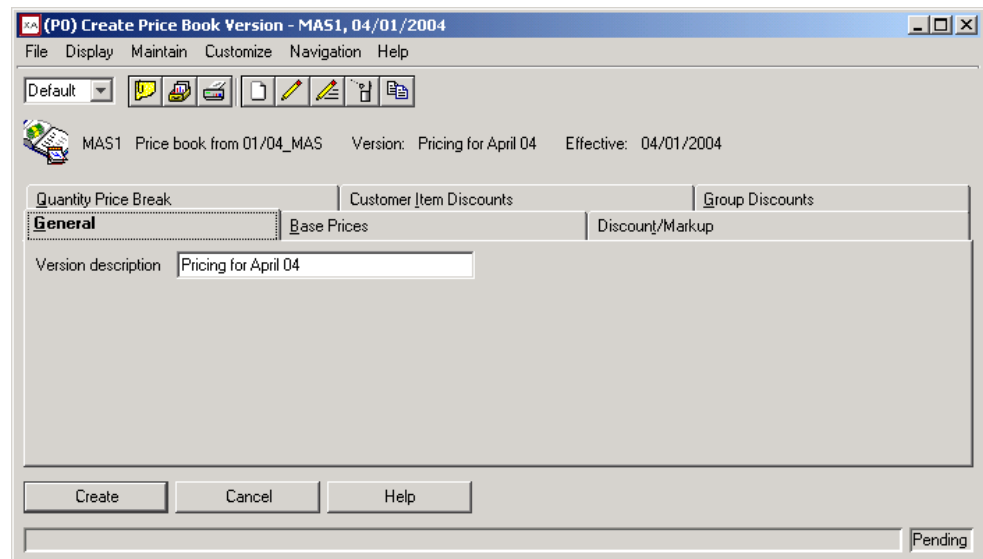 XA (P0) Create Price Book Version - MAS1, 04/01/2004
File Display Maintain Customize Navigation Help
Default
MAS1 Price book from 01/04_MAS Version: Pricing for April 04 Effective: 04/01/2004
Quantity Price Break Customer Item Discounts Group Discounts
General Base Prices Discount/Markup
Version description Pricing for April 04
Create Cancel Help
Pending